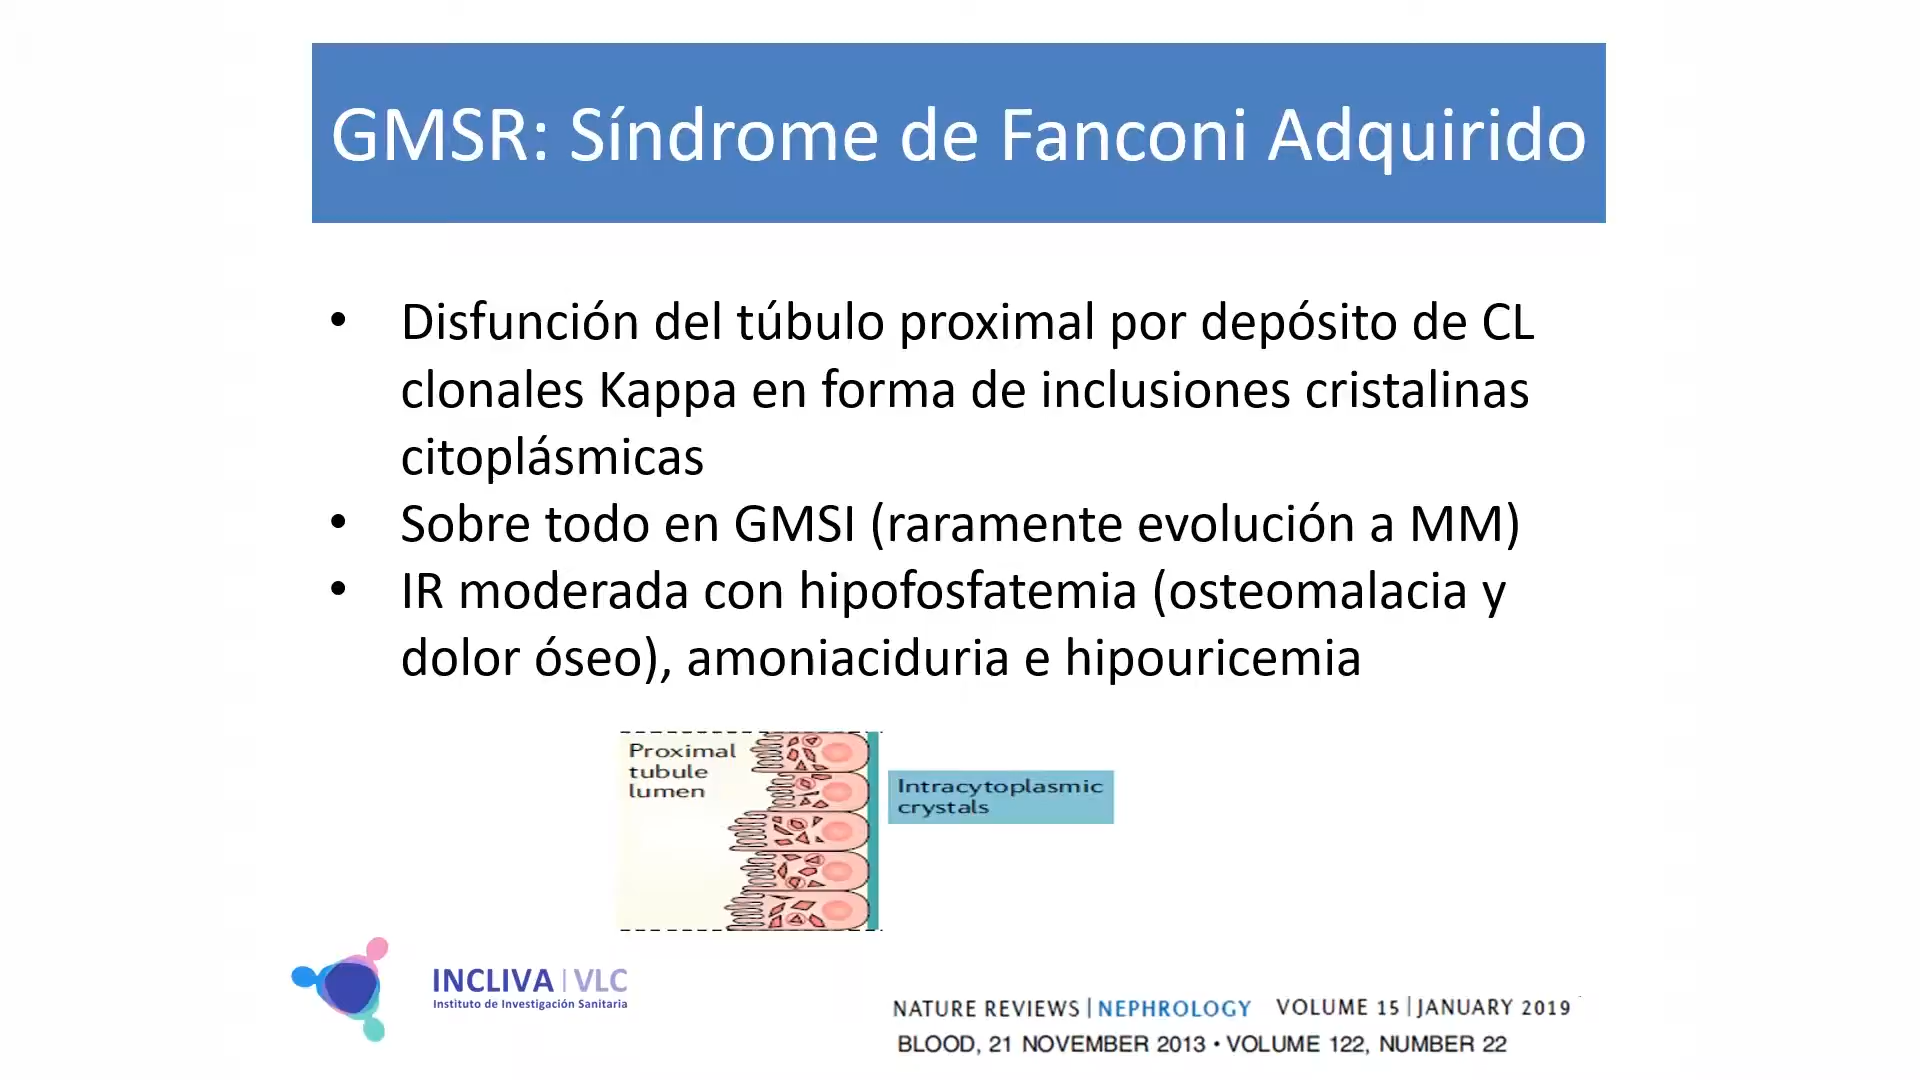 GMSR: Síndrome de Fanconi Adquirido
• Disfunción del túbulo proximal por depósito de CL
clonales Kappa en forma de inclusiones cristalinas
citoplásmicas
• Sobre todo en GMSI (raramente evolución a MM)
• IR moderada con hipofosfatemia (osteomalacia y
dolor óseo), amoniaciduria e hipouricemia
Proximal
tubule
lumen
Intracytoplasmic
crystals
INCLIVA | VLC
Instituto de Investigación Sanitaria
NATURE REVIEWS | NEPHROLOGY VOLUME 15 | JANUARY 2019
BLOOD, 21 NOVEMBER 2013 • VOLUME 122, NUMBER 22